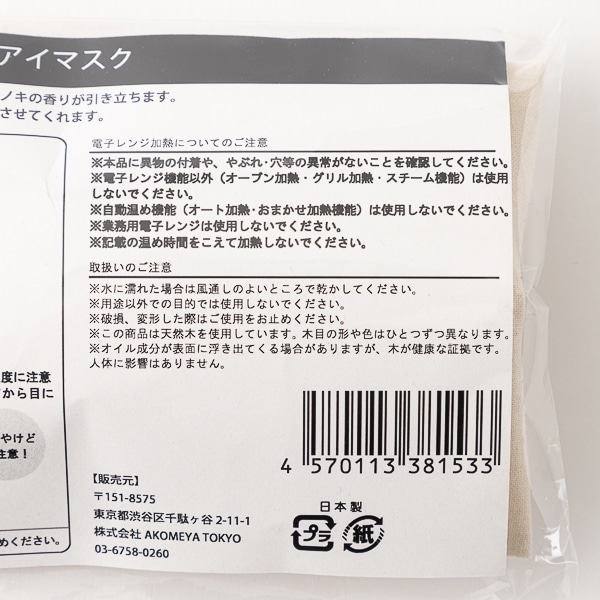 アイマスク
ノキの香りが引き立ちます。
させてくれます。
電子レンジ加熱についてのご注意
※本品に異物の付着や、やぶれ・穴等の異常がないことを確認してください。
※電子レンジ機能以外（オーブン加熱・グリル加熱・スチーム機能）は使用
しないでください。
※自動温め機能（オート加熱・おまかせ加熱機能）は使用しないでください。
※業務用電子レンジは使用しないでください。
※記載の温め時間をこえて加熱しないでください。
取扱いのご注意
※水に濡れた場合は風通しのよいところで乾かしてください。
※用途以外での目的では使用しないでください。
※破損、変形した際はご使用をお止めください。
※この商品は天然木を使用しています。木目の形や色はひとつずつ異なります。
※オイル成分が表面に浮き出てくる場合がありますが、木が健康な証拠です。
人体に影響はありません。
度に注意
から目に
やけど
注意！
めください。
4 570113 381533
【販売元】
〒151-8575
東京都渋谷区千駄ヶ谷 2-11-1
株式会社 AKOMEYA TOKYO
03-6758-0260
日本製
プラ
紙